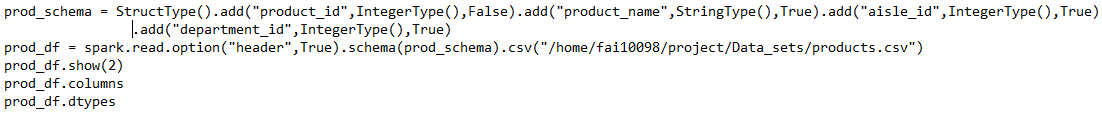 prod_schema = StructType().add("product_id",IntegerType(),False).add("product_name",StringType(),True).add("aisle_id",IntegerType(),True)
.add("department_id",IntegerType(),True)
prod_df = spark.read.option("header",True).schema(prod_schema).csv("/home/fai10098/project/Data_sets/products.csv")
prod_df.show(2)
prod_df.columns
prod_df.dtypes